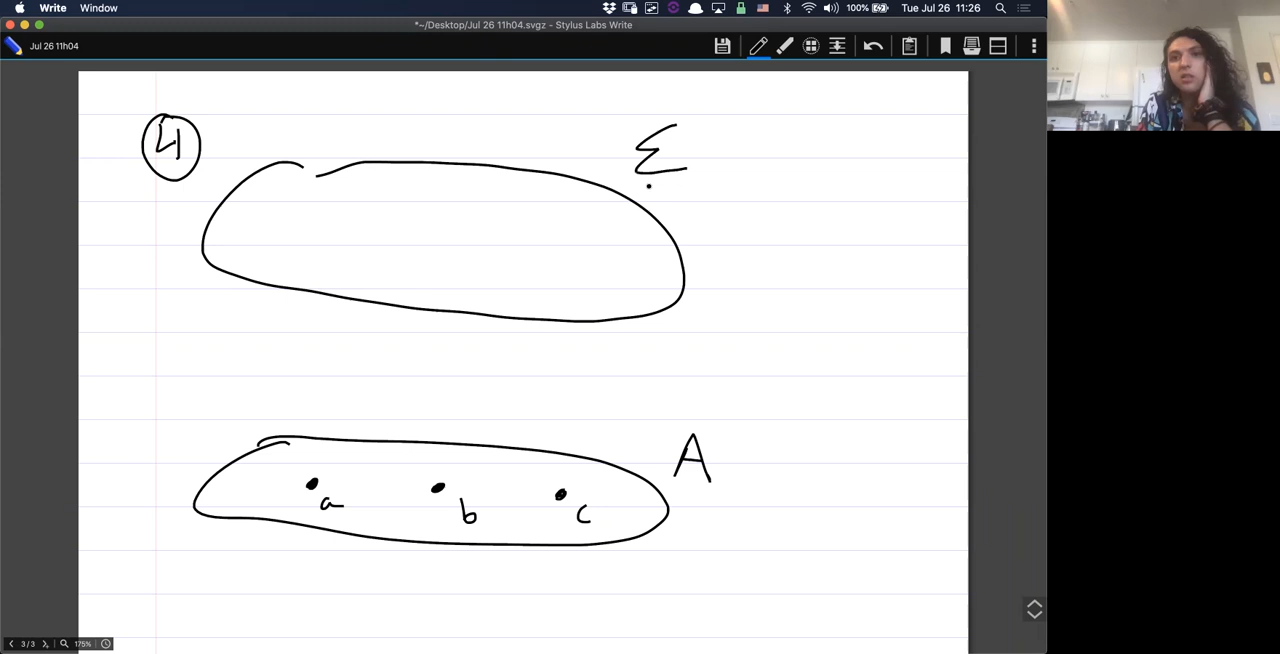 Write Window 100% Tue Jul 26 11:26
*~/Desktop/Jul 26 11h04.svgz - Stylus Labs Write
Jul 26 11h04
4
Σ
A
a b c
3/3 175%